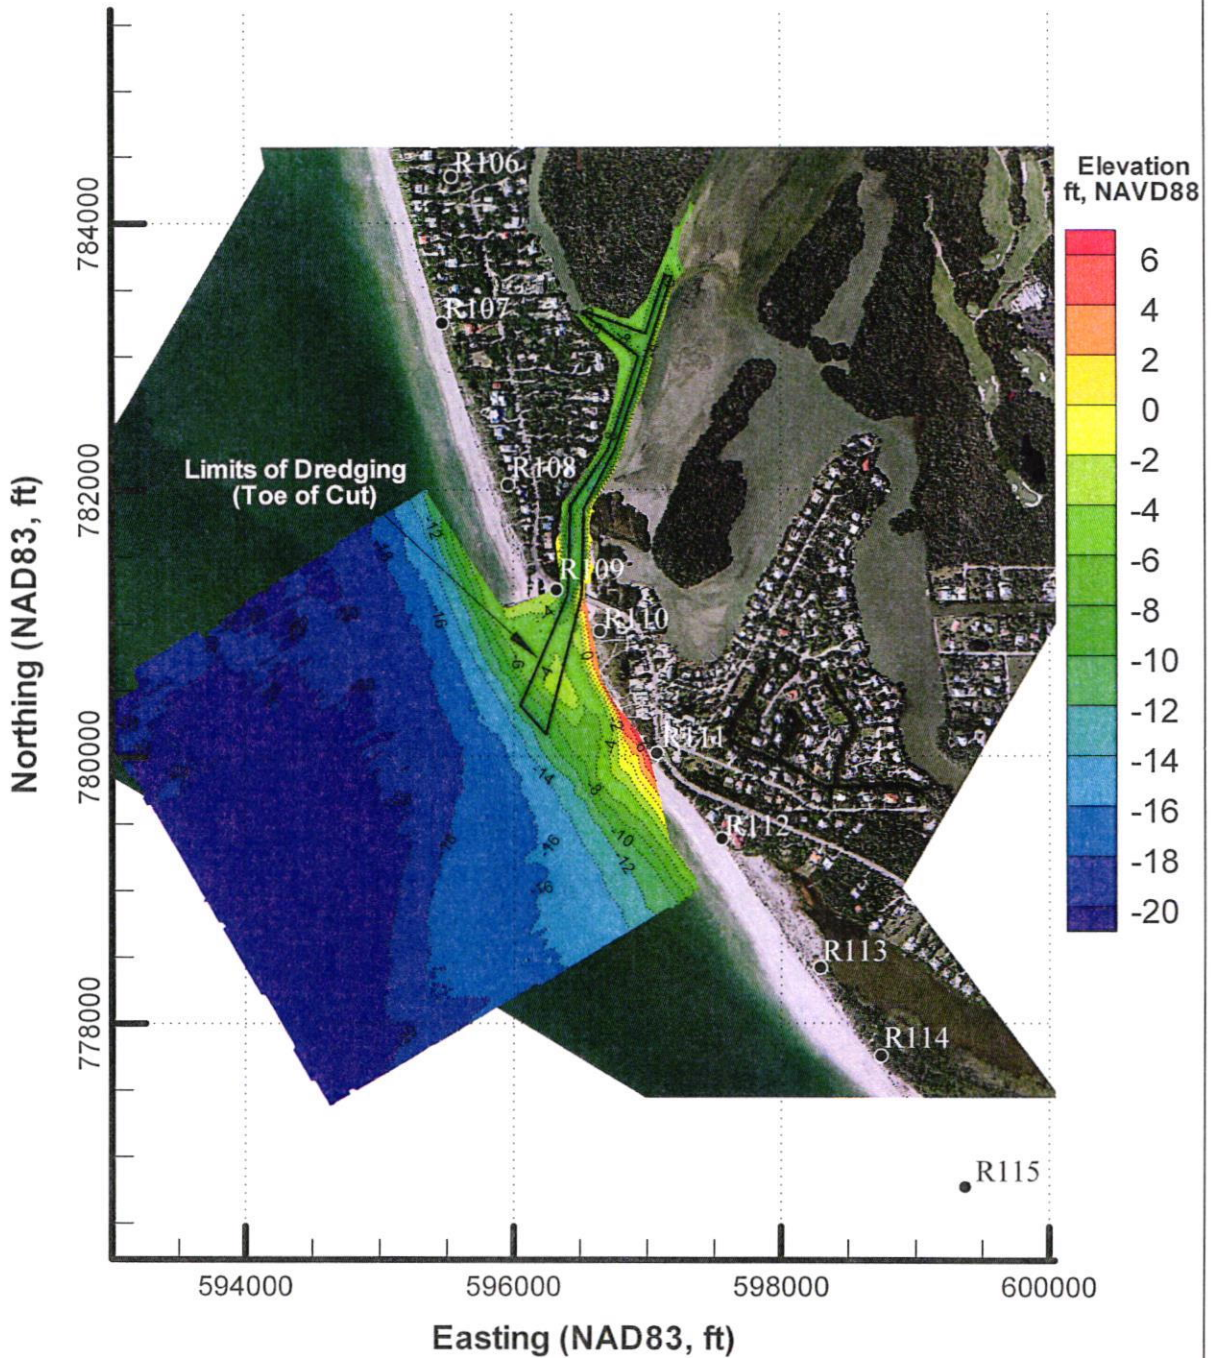 Elevation
ft, NAVD88
6
4
2
0
-2
-4
-6
-8
-10
-12
-14
-16
-18
-20
R106
R107
R108
R109
R110
R111
R112
R113
R114
R115
Limits of Dredging
(Toe of Cut)
-12
-16
-14
-16
-8
-10
-12
784000
782000
780000
778000
Northing (NAD83, ft)
594000
596000
598000
600000
Easting (NAD83, ft)